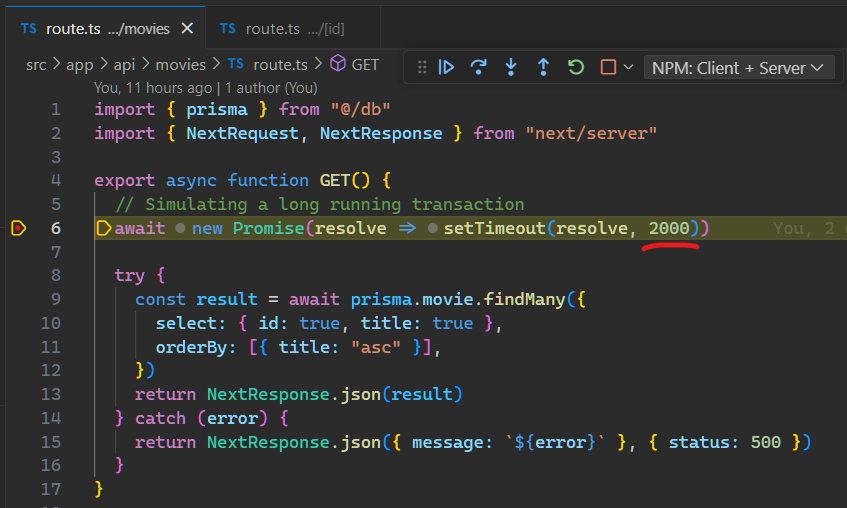 TS route.ts .../movies TS route.ts .../[id]
src > app > api > movies > TS route.ts > GET
NPM: Client + Server
You, 11 hours ago | 1 author (You)
1 import { prisma } from "@/db"
2 import { NextRequest, NextResponse } from "next/server"
3
4 export async function GET() {
5 // Simulating a long running transaction
6 await new Promise(resolve => setTimeout(resolve, 2000)) You, 2
7
8 try {
9 const result = await prisma.movie.findMany({
10 select: { id: true, title: true },
11 orderBy: [{ title: "asc" }],
12 })
13 return NextResponse.json(result)
14 } catch (error) {
15 return NextResponse.json({ message: `${error}` }, { status: 500 })
16 }
17 }